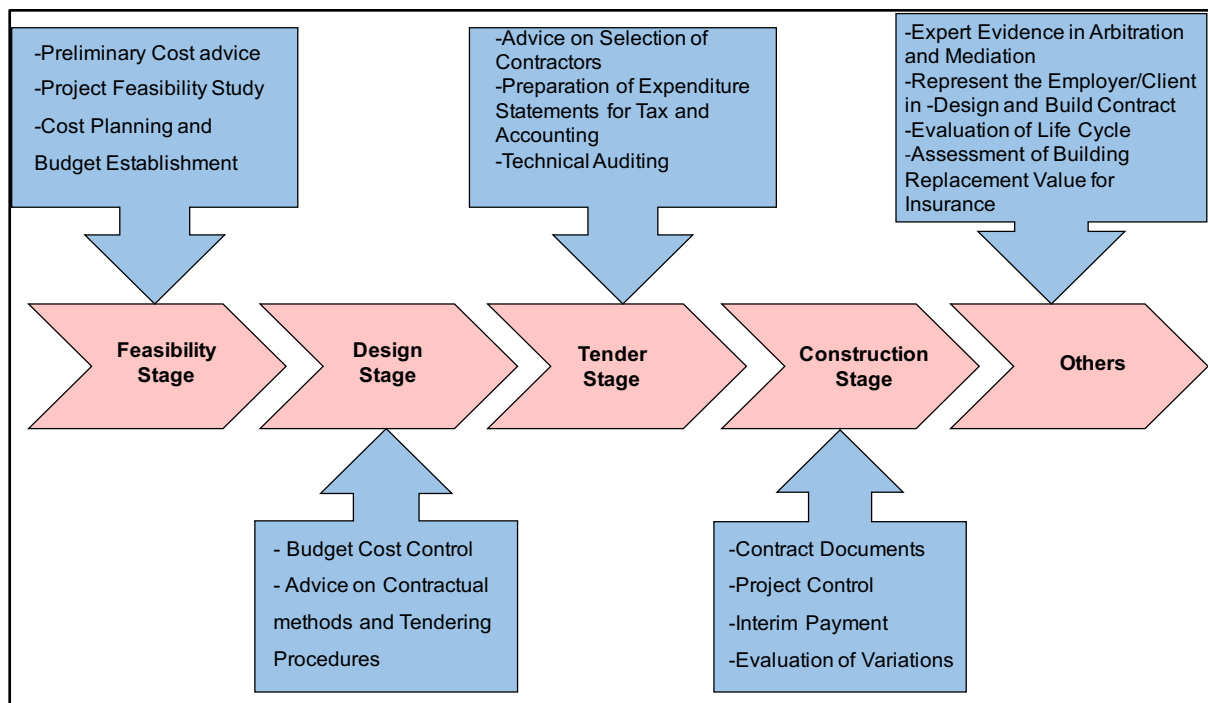 -Preliminary Cost advice
-Project Feasibility Study
-Cost Planning and
Budget Establishment
-Advice on Selection of
Contractors
-Preparation of Expenditure
Statements for Tax and
Accounting
-Technical Auditing
-Expert Evidence in Arbitration
and Mediation
-Represent the Employer/Client
in -Design and Build Contract
-Evaluation of Life Cycle
-Assessment of Building
Replacement Value for
Insurance
Feasibility
Stage
Design
Stage
Tender
Stage
Construction
Stage
Others
- Budget Cost Control
- Advice on Contractual
methods and Tendering
Procedures
-Contract Documents
-Project Control
-Interim Payment
-Evaluation of Variations